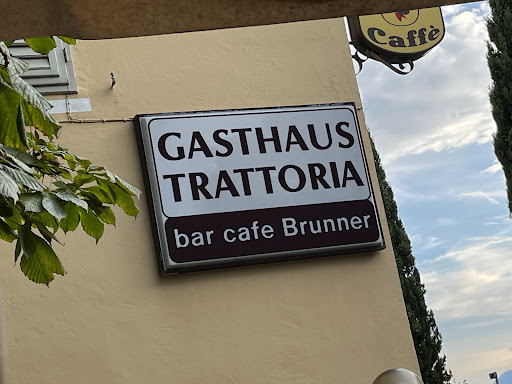 Caffè
GASTHAUS
TRATTORIA
bar cafe Brunner